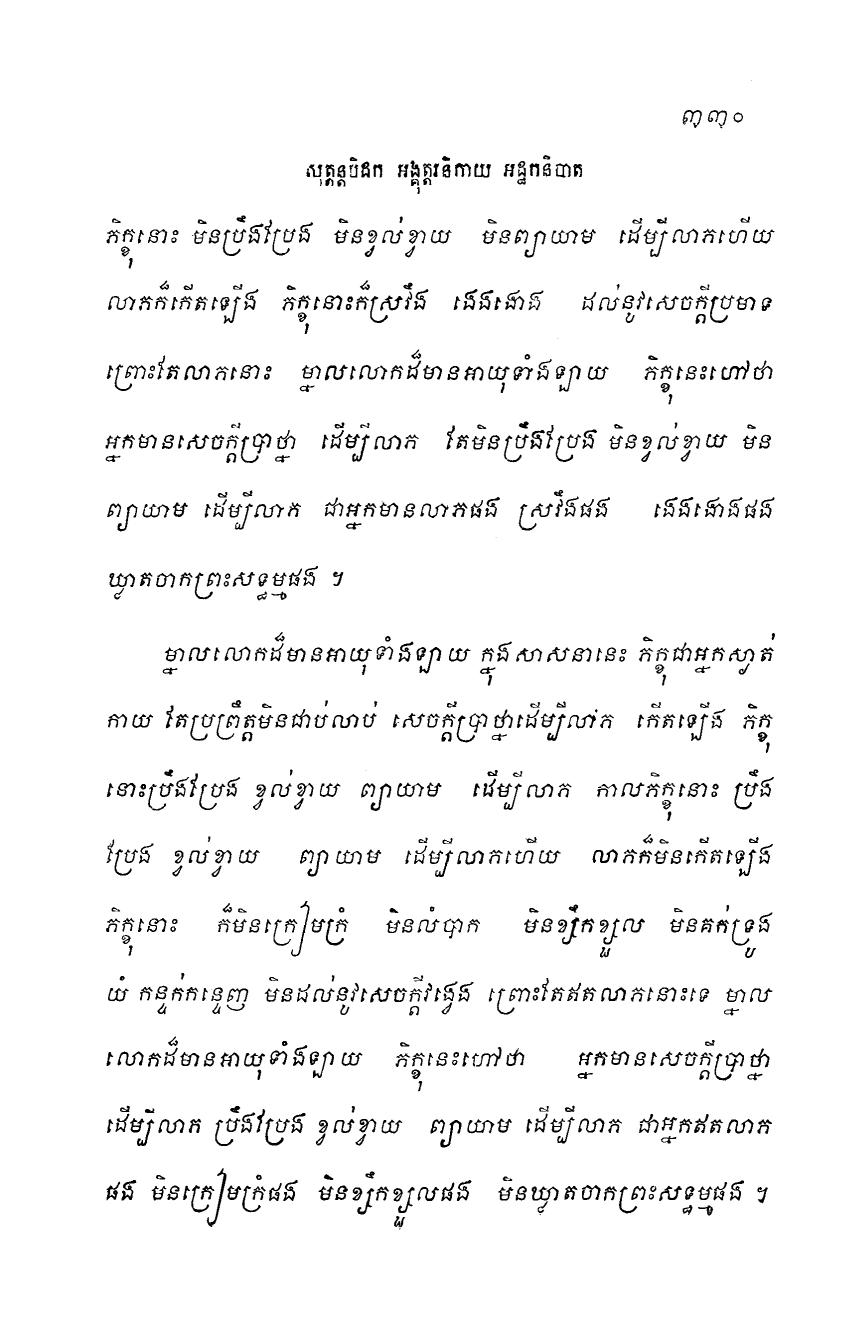 ៣៣០
សុត្តន្តបិដក អង្គុត្តរនិកាយ អដ្ឋកនិបាត
ភិក្ខុនោះ មិនប្រឹងប្រែង មិនខ្វល់ខ្វាយ មិនព្យាយាម ដើម្បីលាភហើយ
លាភក៏កើតឡើង ភិក្ខុនោះក៏ស្រវឹង ងេងងោង ដល់នូវសេចក្តីប្រមាទ
ព្រោះតែលាភនោះ ម្នាលលោកដ៏មានអាយុទាំងឡាយ ភិក្ខុនេះហៅថា
អ្នកមានសេចក្តីប្រាថ្នា ដើម្បីលាភ តែមិនប្រឹងប្រែង មិនខ្វល់ខ្វាយ មិន
ព្យាយាម ដើម្បីលាភ ជាអ្នកមានលាភផង ស្រវឹងផង ងេងងោងផង
ឃ្លាតចាកព្រះសទ្ធម្មផង ។
ម្នាលលោកដ៏មានអាយុទាំងឡាយ ក្នុងសាសនានេះ ភិក្ខុជាអ្នកស្ងាត់
កាយ តែប្រព្រឹត្តមិនជាប់លាប់ សេចក្តីប្រាថ្នាដើម្បីលាភ កើតឡើង ភិក្ខុ
នោះប្រឹងប្រែង ខ្វល់ខ្វាយ ព្យាយាម ដើម្បីលាភ កាលភិក្ខុនោះ ប្រឹង
ប្រែង ខ្វល់ខ្វាយ ព្យាយាម ដើម្បីលាភហើយ លាភក៏មិនកើតឡើង
ភិក្ខុនោះ ក៏មិនក្រៀមក្រំ មិនលំបាក មិនខ្សឹកខ្សួល មិនគក់ទ្រូង
យំ កន្ទក់កន្ទេញ មិនដល់នូវសេចក្តីវង្វេង ព្រោះតែឥតលាភនោះទេ ម្នាល
លោកដ៏មានអាយុទាំងឡាយ ភិក្ខុនេះហៅថា អ្នកមានសេចក្តីប្រាថ្នា
ដើម្បីលាភ ប្រឹងប្រែង ខ្វល់ខ្វាយ ព្យាយាម ដើម្បីលាភ ជាអ្នកឥតលាភ
ផង មិនក្រៀមក្រំផង មិនខ្សឹកខ្សួលផង មិនឃ្លាតចាកព្រះសទ្ធម្មផង ។